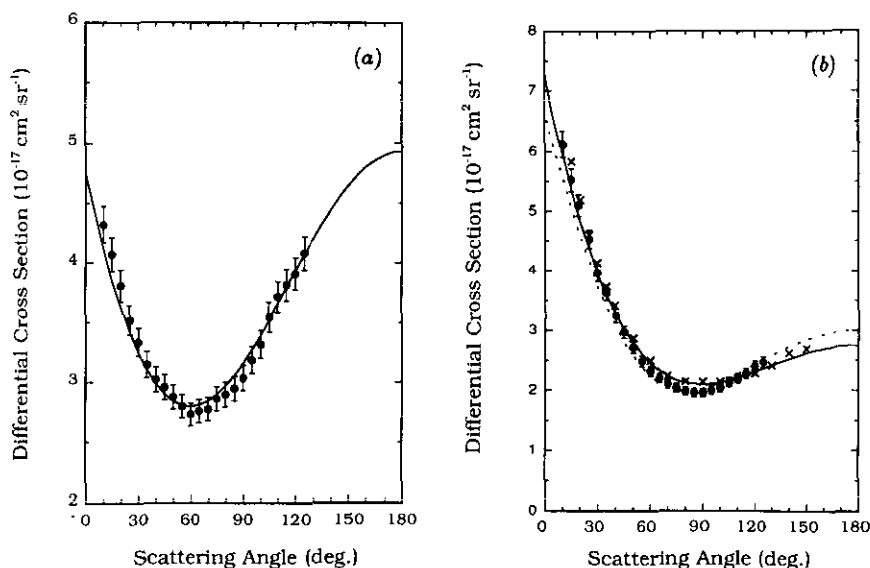 (a)
Differential Cross Section (10⁻¹⁷ cm² sr⁻¹)
6
5
4
3
2
0 30 60 90 120 150 180
Scattering Angle (deg.)
(b)
Differential Cross Section (10⁻¹⁷ cm² sr⁻¹)
8
7
6
5
4
3
2
1
0
0 30 60 90 120 150 180
Scattering Angle (deg.)